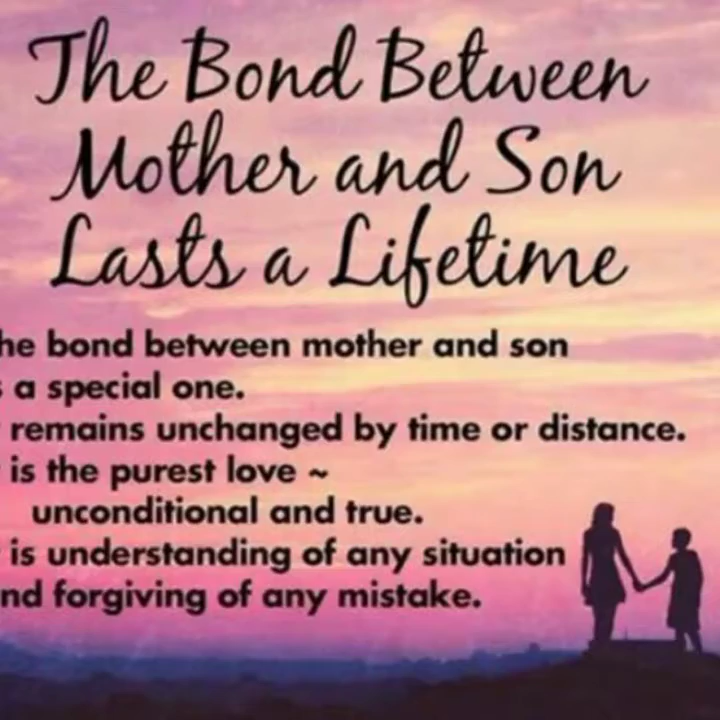 The Bond Between
Mother and Son
Lasts a Lifetime
he bond between mother and son
s a special one.
remains unchanged by time or distance.
is the purest love ~
unconditional and true.
is understanding of any situation
nd forgiving of any mistake.